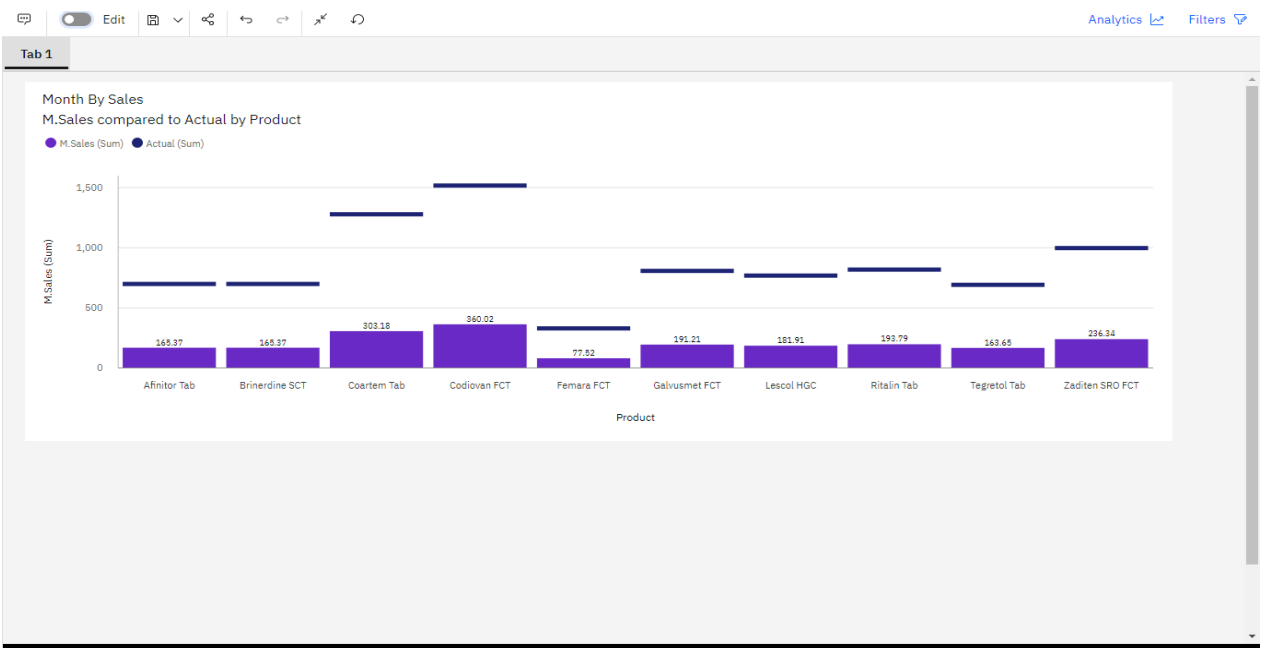 Edit
Analytics
Filters
Tab 1
Month By Sales
M.Sales compared to Actual by Product
M.Sales (Sum) Actual (Sum)
M.Sales (Sum)
1,500
1,000
500
0
165.37 165.37 303.18 360.02 77.52 191.21 181.91 193.79 163.65 236.34
Afinitor Tab Brinerdine SCT Coartem Tab Codiovan FCT Femara FCT Galvusmet FCT Lescol HGC Ritalin Tab Tegretol Tab Zaditen SRO FCT
Product